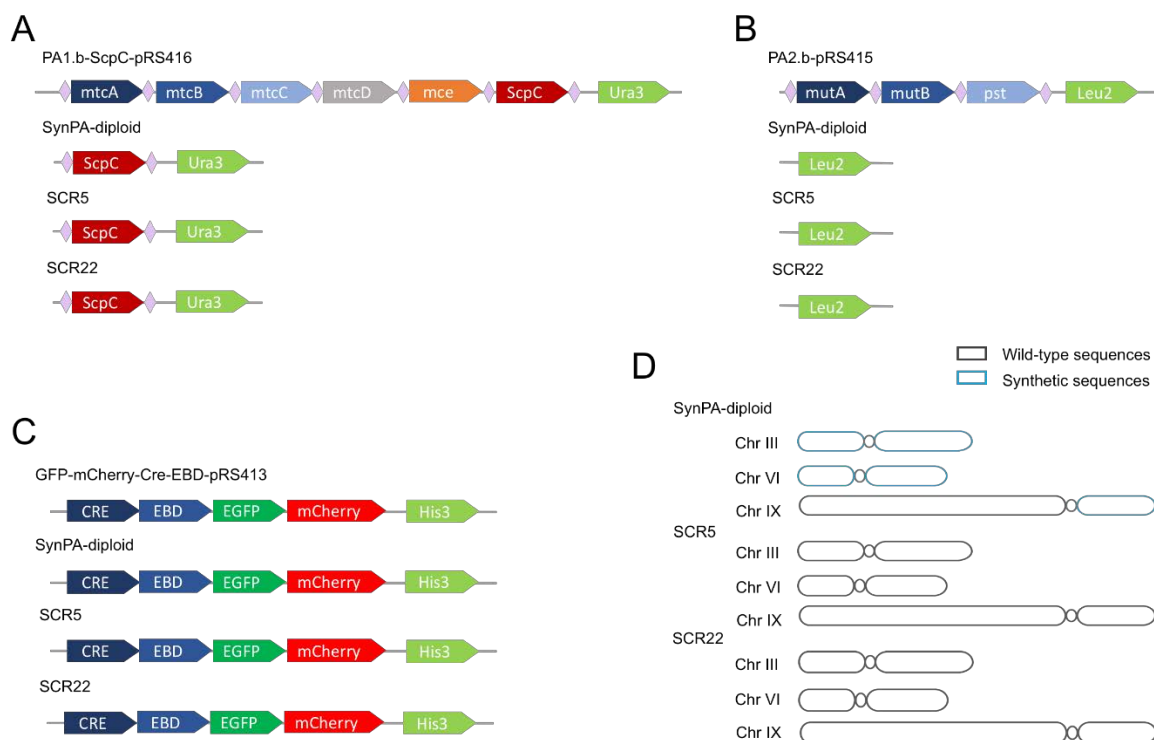 A
PA1.b-ScpC-pRS416
mtcA mtcB mtcC mtcD mce ScpC Ura3
SynPA-diploid
ScpC Ura3
SCR5
ScpC Ura3
SCR22
ScpC Ura3
B
PA2.b-pRS415
mutA mutB pst Leu2
SynPA-diploid
Leu2
SCR5
Leu2
SCR22
Leu2
C
GFP-mCherry-Cre-EBD-pRS413
CRE EBD EGFP mCherry His3
SynPA-diploid
CRE EBD EGFP mCherry His3
SCR5
CRE EBD EGFP mCherry His3
SCR22
CRE EBD EGFP mCherry His3
D
Wild-type sequences
Synthetic sequences
SynPA-diploid
Chr III
Chr VI
Chr IX
SCR5
Chr III
Chr VI
Chr IX
SCR22
Chr III
Chr VI
Chr IX